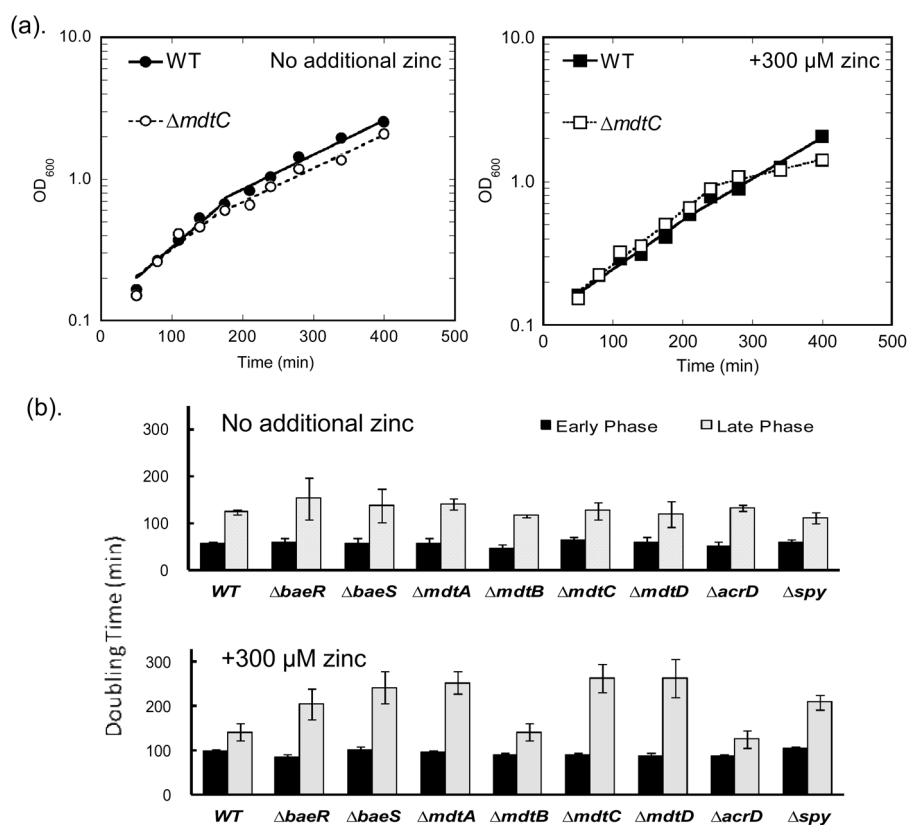 (a).
10.0
WT
No additional zinc
ΔmdtC
1.0
OD600
0.1
0 100 200 300 400 500
Time (min)
10.0
WT
+300 µM zinc
ΔmdtC
1.0
OD600
0.1
0 100 200 300 400 500
Time (min)
(b).
No additional zinc
Early Phase Late Phase
300
200
100
0
WT ΔbaeR ΔbaeS ΔmdtA ΔmdtB ΔmdtC ΔmdtD ΔacrD Δspy
Doubling Time (min)
+300 µM zinc
300
200
100
0
WT ΔbaeR ΔbaeS ΔmdtA ΔmdtB ΔmdtC ΔmdtD ΔacrD Δspy